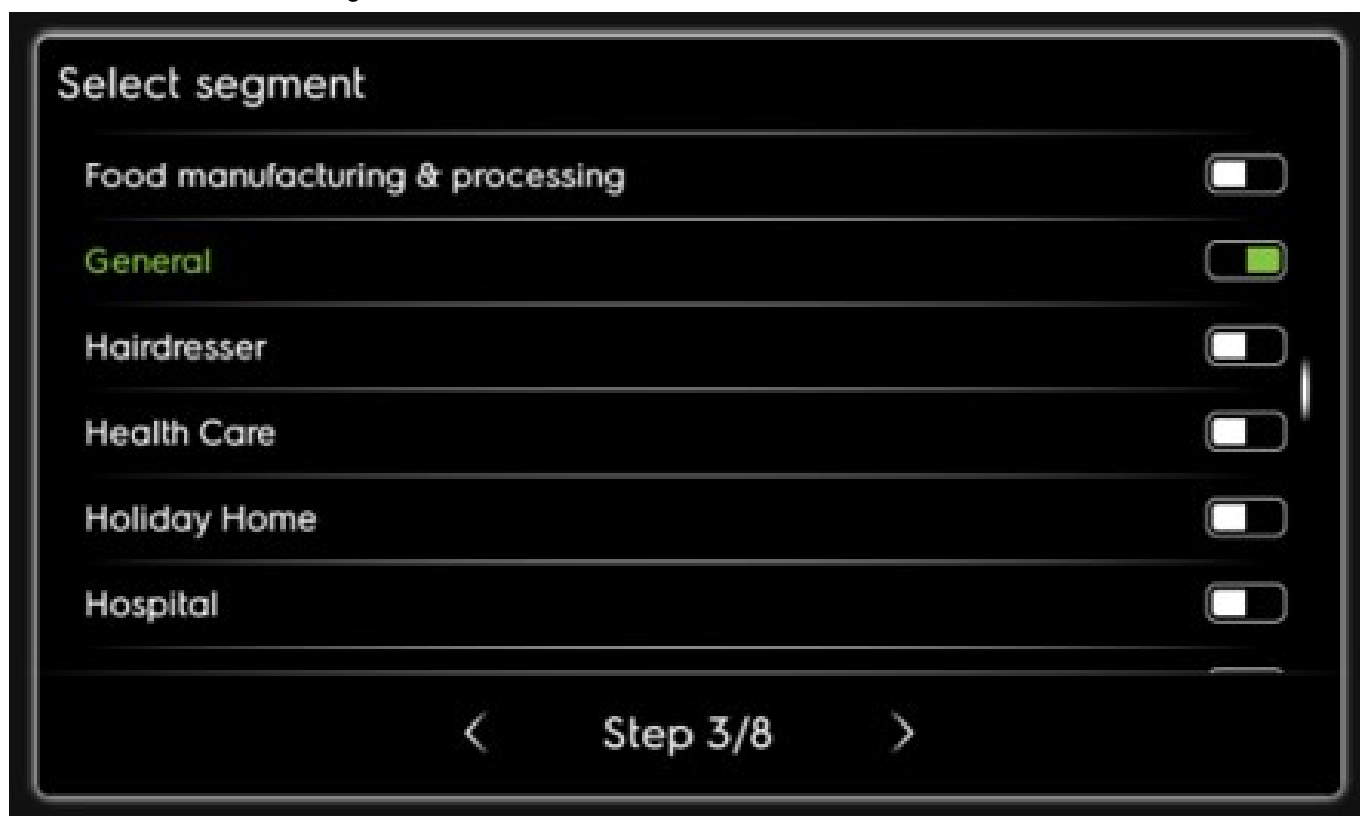 Select segment
Food manufacturing & processing
General
Hairdresser
Health Care
Holiday Home
Hospital
< Step 3/8 >